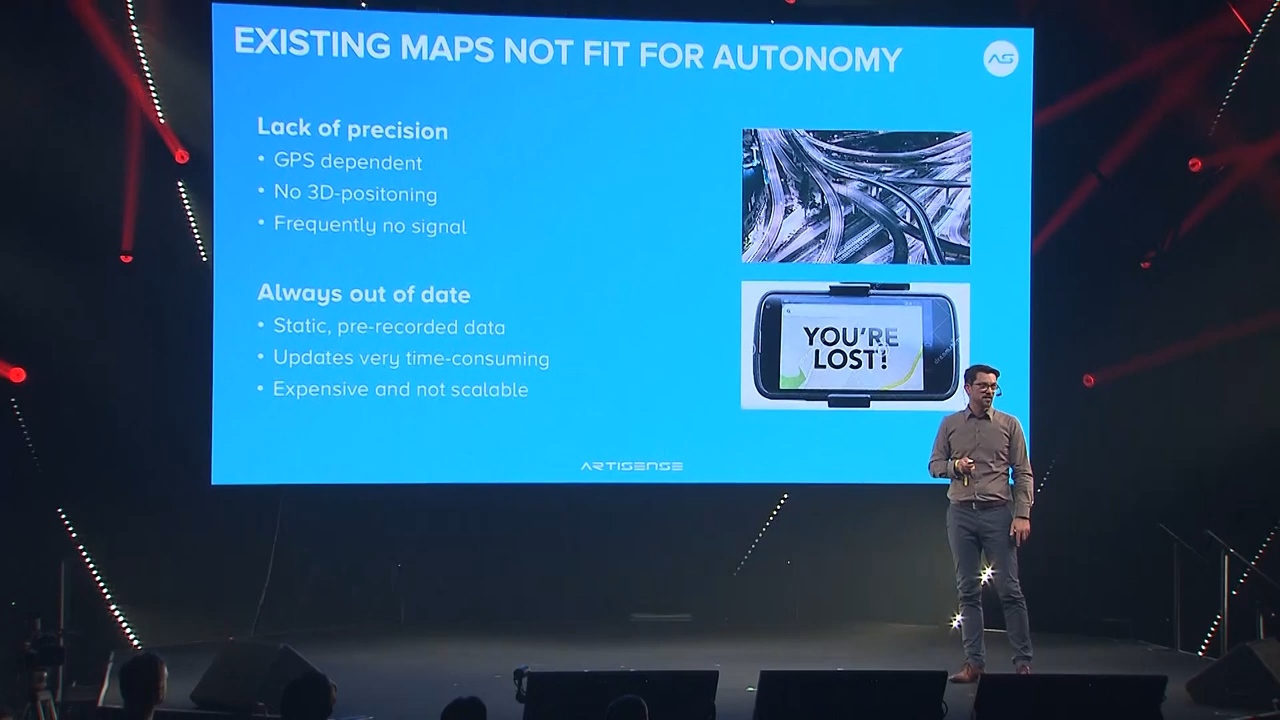 EXISTING MAPS NOT FIT FOR AUTONOMY
AS
Lack of precision
• GPS dependent
• No 3D-positoning
• Frequently no signal
Always out of date
• Static, pre-recorded data
• Updates very time-consuming
• Expensive and not scalable
YOU'RE
LOST!
ARTISENSE